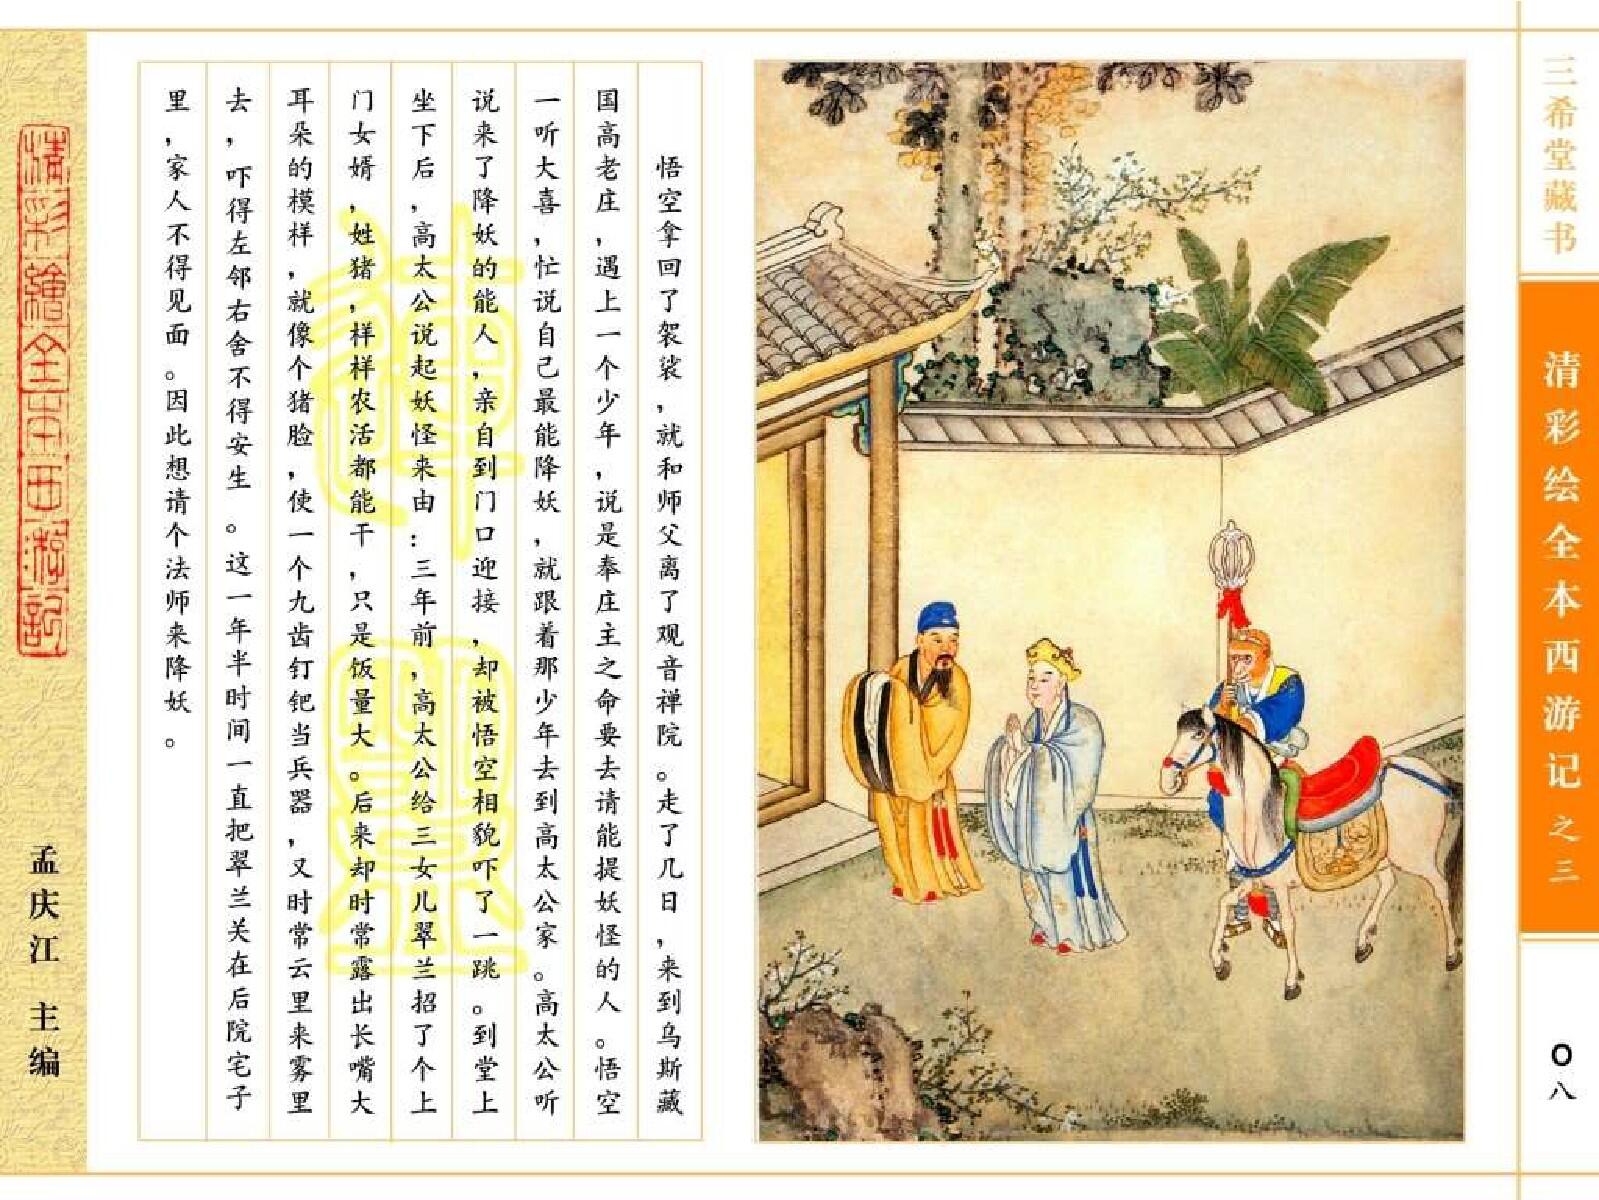 三希堂藏书
清彩绘全本西游记之三
〇八
悟空拿回了袈裟，就和师父离了观音禅院。走了几日，来到乌斯藏
国高老庄，遇上一个少年，说是奉庄主之命要去请能提妖怪的人。悟空
一听大喜，忙说自己最能降妖，就跟着那少年去到高太公家。高太公听
说来了降妖的能人，亲自到门口迎接，却被悟空相貌吓了一跳。到堂上
坐下后，高太公说起妖怪来由：三年前，高太公给三女儿翠兰招了个上
门女婿，姓猪，样样农活都能干，只是饭量大。后来却时常露出长嘴大
耳朵的模样，就像个猪脸，使一个九齿钉钯当兵器，又时常云里来雾里
去，吓得左邻右舍不得安生。这一年半时间一直把翠兰关在后院宅子
里，家人不得见面。因此想请个法师来降妖。
清彩繪全本西游記
孟庆江 主编